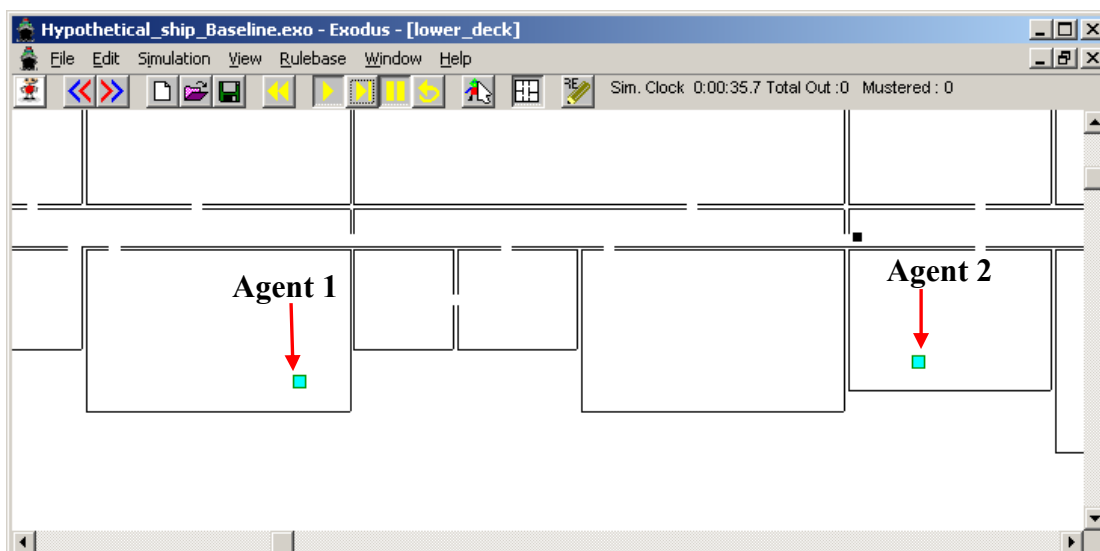 Hypothetical_ship_Baseline.exo - Exodus - [lower_deck]
File Edit Simulation View Rulebase Window Help
RE Sim. Clock 0:00:35.7 Total Out :0 Mustered : 0
Agent 1
Agent 2